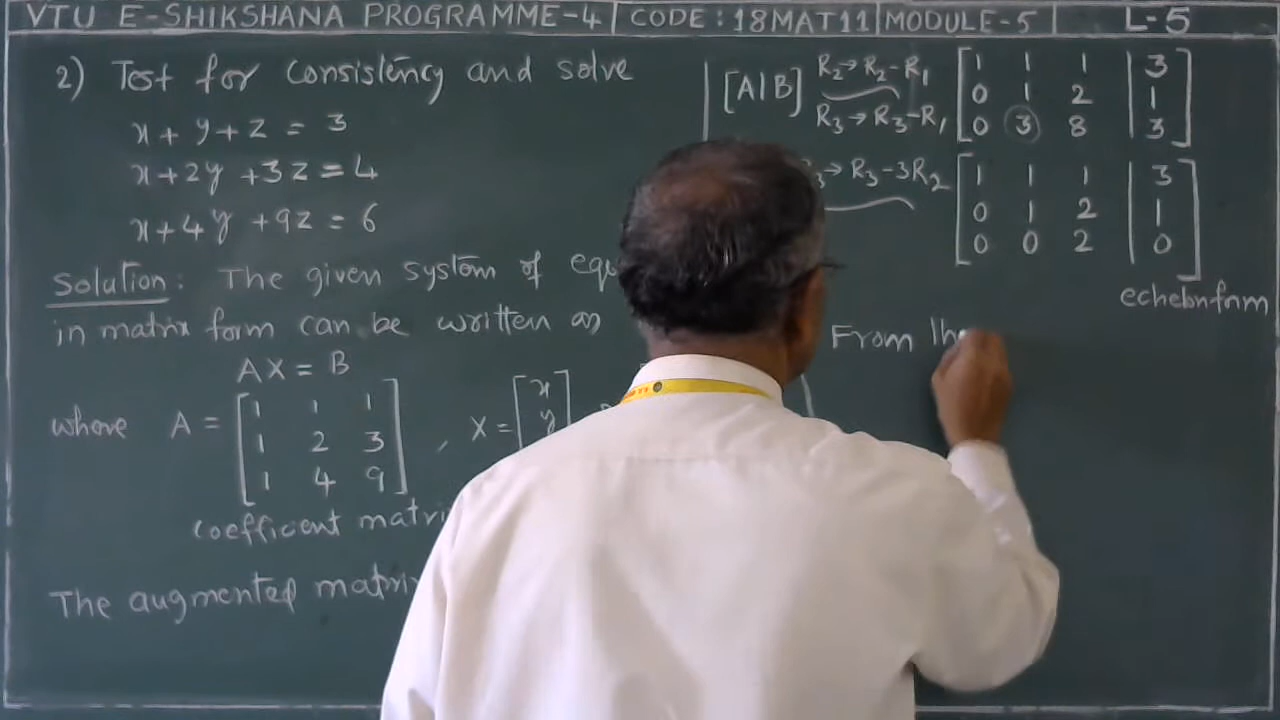 VTU E-SHIKSHANA PROGRAMME-4 CODE: 18MAT11 MODULE-5 L-5
2) Test for consistency and solve
x + y + z = 3
x + 2y + 3z = 4
x + 4y + 9z = 6
Solution: The given system of
in matrix form can be written as
AX = B
where A = [1 1 1
1 2 3
1 4 9] , X = [x
y
coefficient
The augmented
[A|B] R2→R2-R1 [1 1 1 | 3
0 1 2 | 1
R3→R3-R1 0 3 8 | 3]
R3-3R2 [1 1 1 | 3
0 1 2 | 1
0 0 2 | 0]
echelon form
From